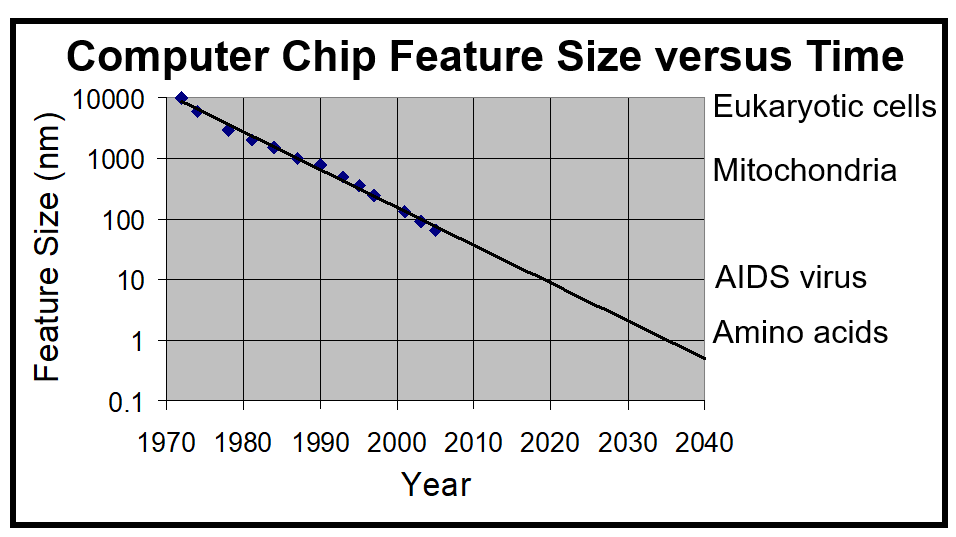 Computer Chip Feature Size versus Time
10000
Eukaryotic cells
1000
Mitochondria
100
10
AIDS virus
1
Amino acids
0.1
Feature Size (nm)
1970 1980 1990 2000 2010 2020 2030 2040
Year